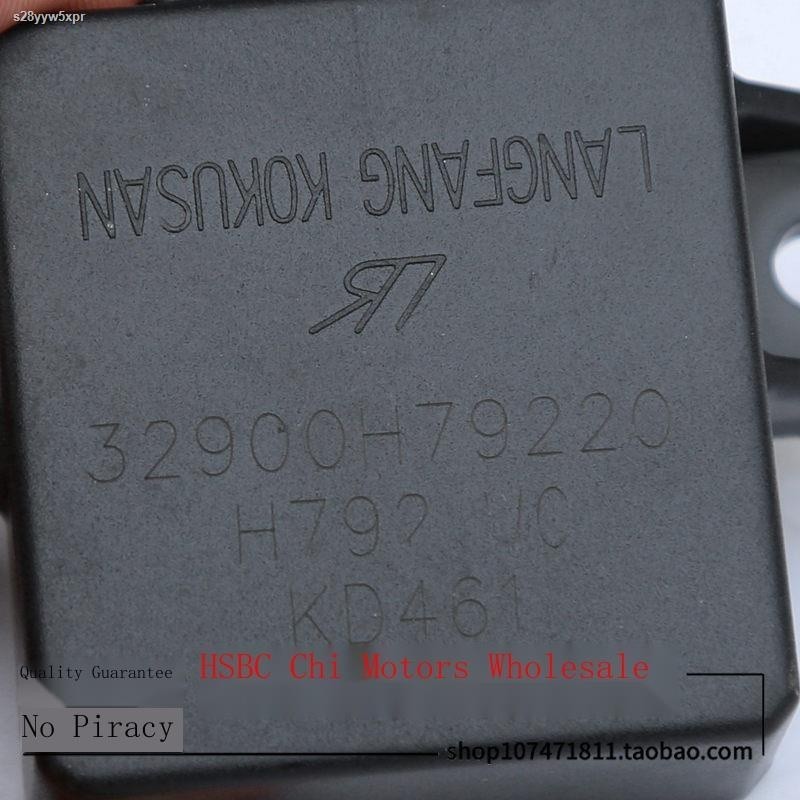 s28yyw5xpr
LANGFANG KOKUSAN
32900H79220
KD461
Quality Guarantee HSBC Chi Motors Wholesale
No Piracy
shop107471811.taobao.com